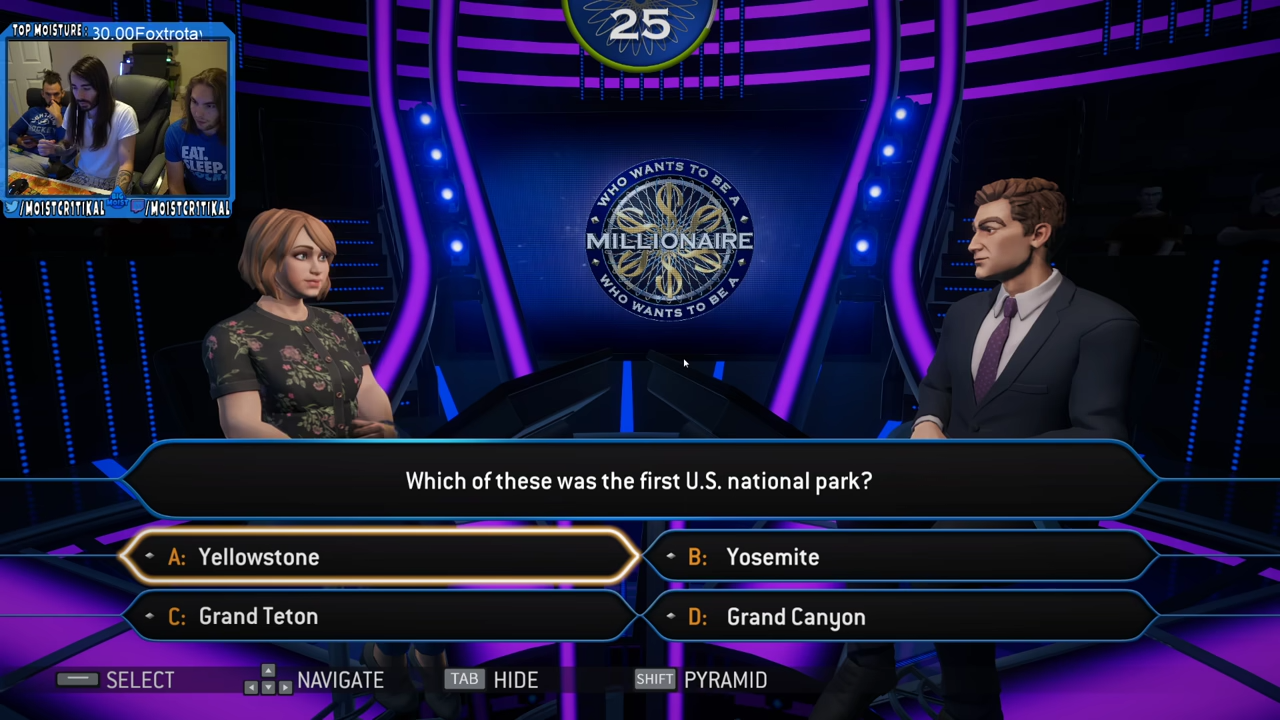 TOP MOISTURE: 30.00Foxtrota
25
EAT.
SLEEP.
BIG
MOIST
/MOISTCR1TIKAL /MOISTCR1TIKAL
WHO WANTS TO BE A
MILLIONAIRE
WHO WANTS TO BE A
Which of these was the first U.S. national park?
A: Yellowstone
B: Yosemite
C: Grand Teton
D: Grand Canyon
SELECT
NAVIGATE
TAB HIDE
SHIFT PYRAMID